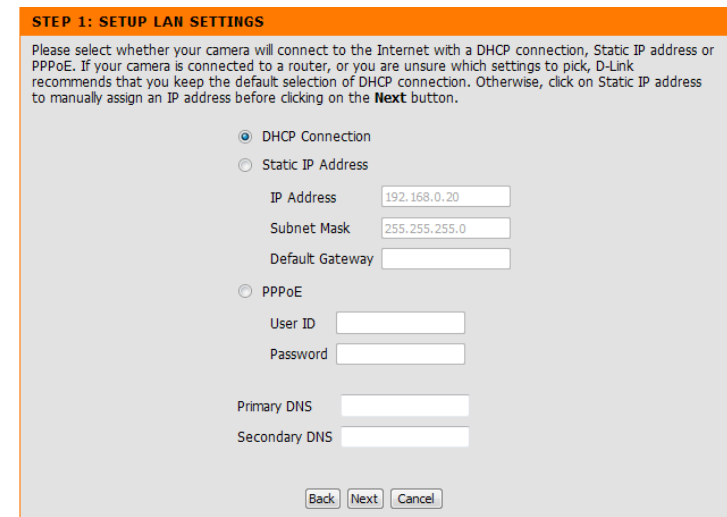 STEP 1: SETUP LAN SETTINGS
Please select whether your camera will connect to the Internet with a DHCP connection, Static IP address or
PPPoE. If your camera is connected to a router, or you are unsure which settings to pick, D-Link
recommends that you keep the default selection of DHCP connection. Otherwise, click on Static IP address
to manually assign an IP address before clicking on the Next button.
DHCP Connection
Static IP Address
IP Address 192.168.0.20
Subnet Mask 255.255.255.0
Default Gateway
PPPoE
User ID
Password
Primary DNS
Secondary DNS
Back Next Cancel